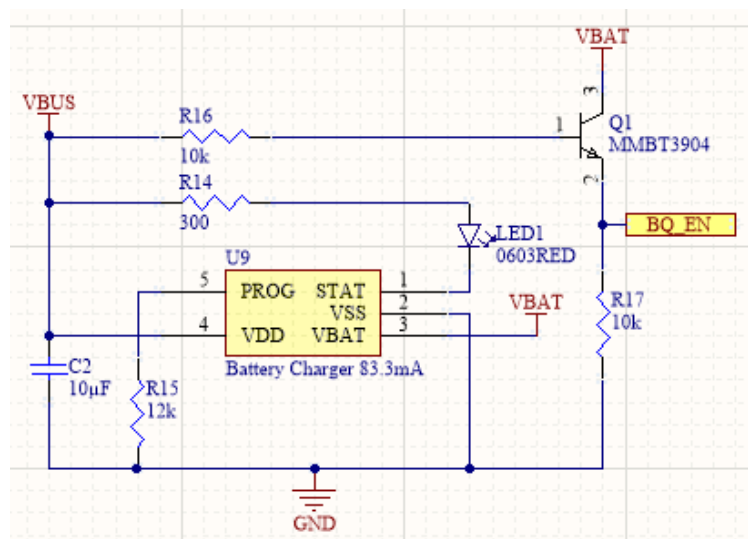 VBAT
VBUS
R16
10k
1
3
Q1
MMBT3904
2
R14
300
BQ_EN
LED1
0603RED
U9
5
PROG
STAT
1
VSS
2
4
VDD
VBAT
3
VBAT
R17
10k
Battery Charger 83.3mA
C2
10µF
R15
12k
GND